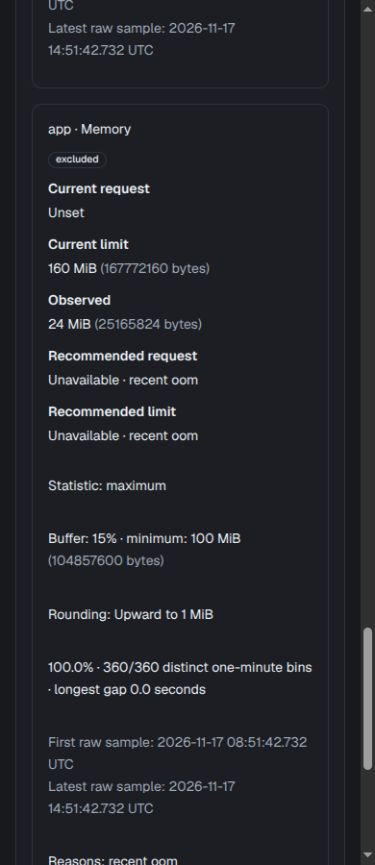 UTC
Latest raw sample: 2026-11-17
14:51:42.732 UTC
app · Memory
excluded
Current request
Unset
Current limit
160 MiB (167772160 bytes)
Observed
24 MiB (25165824 bytes)
Recommended request
Unavailable · recent oom
Recommended limit
Unavailable · recent oom
Statistic: maximum
Buffer: 15% · minimum: 100 MiB
(104857600 bytes)
Rounding: Upward to 1 MiB
100.0% · 360/360 distinct one-minute bins
· longest gap 0.0 seconds
First raw sample: 2026-11-17 08:51:42.732
UTC
Latest raw sample: 2026-11-17
14:51:42.732 UTC
Reasons: recent oom